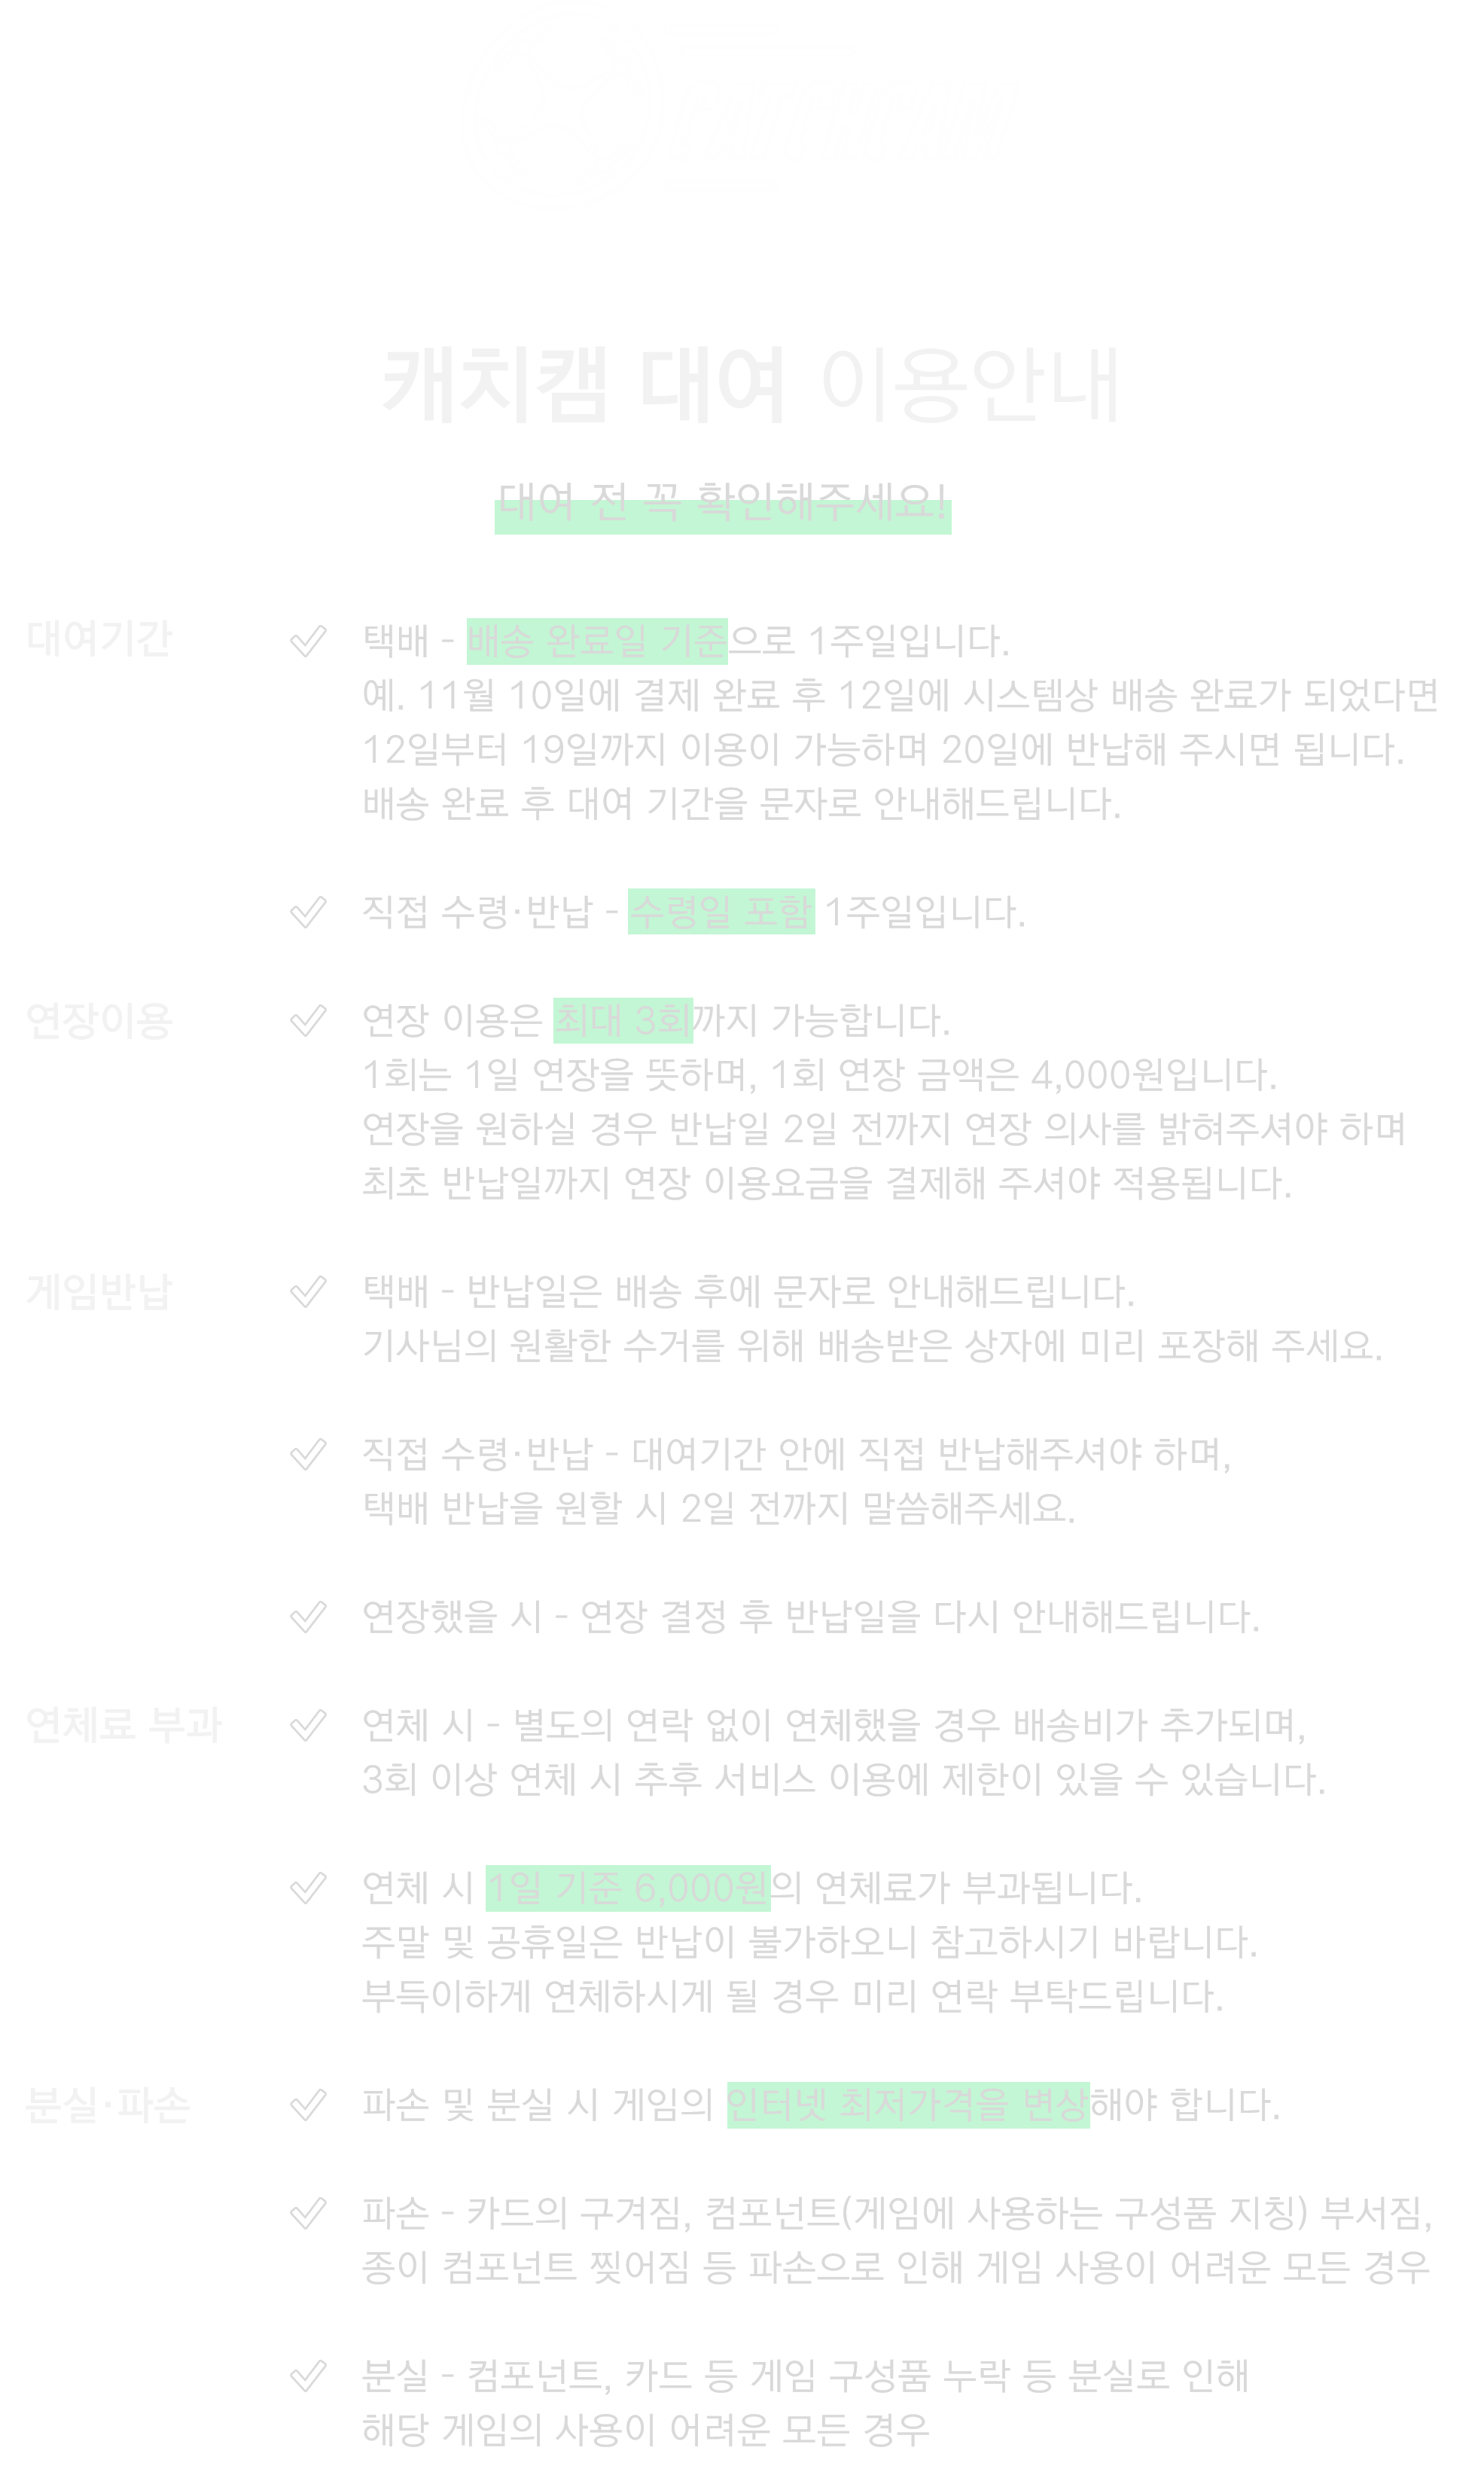 캐치캠 대여 이용안내
대여 전 꼭 확인해주세요!
대여기간
택배 - 배송 완료일 기준으로 1주일입니다.
예. 11월 10일에 결제 완료 후 12일에 시스템상 배송 완료가 되었다면
12일부터 19일까지 이용이 가능하며 20일에 반납해 주시면 됩니다.
배송 완료 후 대여 기간을 문자로 안내해드립니다.
직접 수령·반납 - 수령일 포함 1주일입니다.
연장이용
연장 이용은 최대 3회까지 가능합니다.
1회는 1일 연장을 뜻하며, 1회 연장 금액은 4,000원입니다.
연장을 원하실 경우 반납일 2일 전까지 연장 의사를 밝혀주셔야 하며
최초 반납일까지 연장 이용요금을 결제해 주셔야 적용됩니다.
게임반납
택배 - 반납일은 배송 후에 문자로 안내해드립니다.
기사님의 원활한 수거를 위해 배송받은 상자에 미리 포장해 주세요.
직접 수령·반납 - 대여기간 안에 직접 반납해주셔야 하며,
택배 반납을 원할 시 2일 전까지 말씀해주세요.
연장했을 시 - 연장 결정 후 반납일을 다시 안내해드립니다.
연체료 부과
연체 시 - 별도의 연락 없이 연체했을 경우 배송비가 추가되며,
3회 이상 연체 시 추후 서비스 이용에 제한이 있을 수 있습니다.
연체 시 1일 기준 6,000원의 연체료가 부과됩니다.
주말 및 공휴일은 반납이 불가하오니 참고하시기 바랍니다.
부득이하게 연체하시게 될 경우 미리 연락 부탁드립니다.
분실·파손
파손 및 분실 시 게임의 인터넷 최저가격을 변상해야 합니다.
파손 - 카드의 구겨짐, 컴포넌트(게임에 사용하는 구성품 지칭) 부서짐,
종이 컴포넌트 찢어짐 등 파손으로 인해 게임 사용이 어려운 모든 경우
분실 - 컴포넌트, 카드 등 게임 구성품 누락 등 분실로 인해
해당 게임의 사용이 어려운 모든 경우